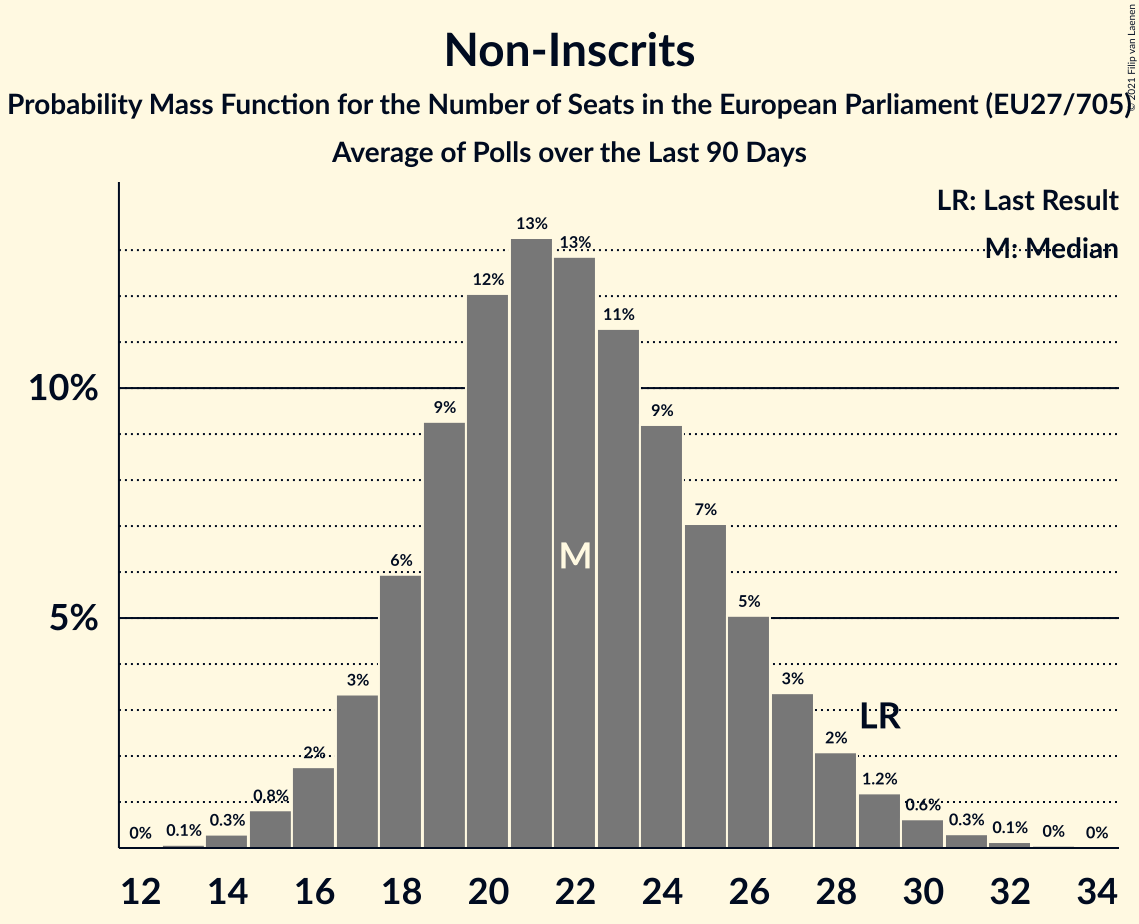 Non-Inscrits
Probability Mass Function for the Number of Seats in the European Parliament (EU27/705)
Average of Polls over the Last 90 Days
© 2021 Filip van Laenen
LR: Last Result
M: Median
10%
5%
0%
0.1%
0.3%
0.8%
2%
3%
6%
9%
12%
13%
13%
11%
9%
7%
5%
3%
2%
1.2%
0.6%
0.3%
0.1%
0%
0%
M
LR
12 14 16 18 20 22 24 26 28 30 32 34